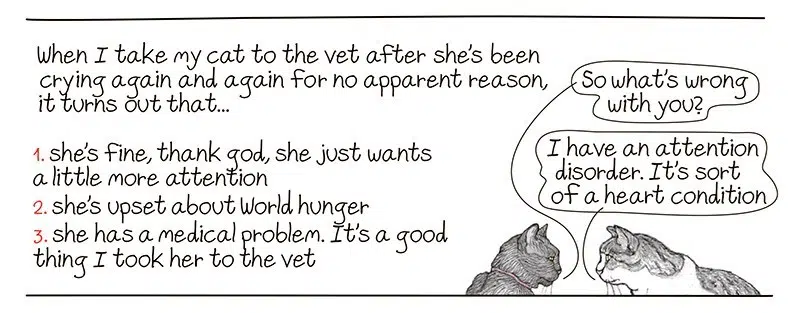 When I take my cat to the vet after she's been
crying again and again for no apparent reason,
it turns out that...
1. she's fine, thank god, she just wants
a little more attention
2. she's upset about World hunger
3. she has a medical problem. It's a good
thing I took her to the vet
So what's wrong
with you?
I have an attention
disorder. It's sort
of a heart condition